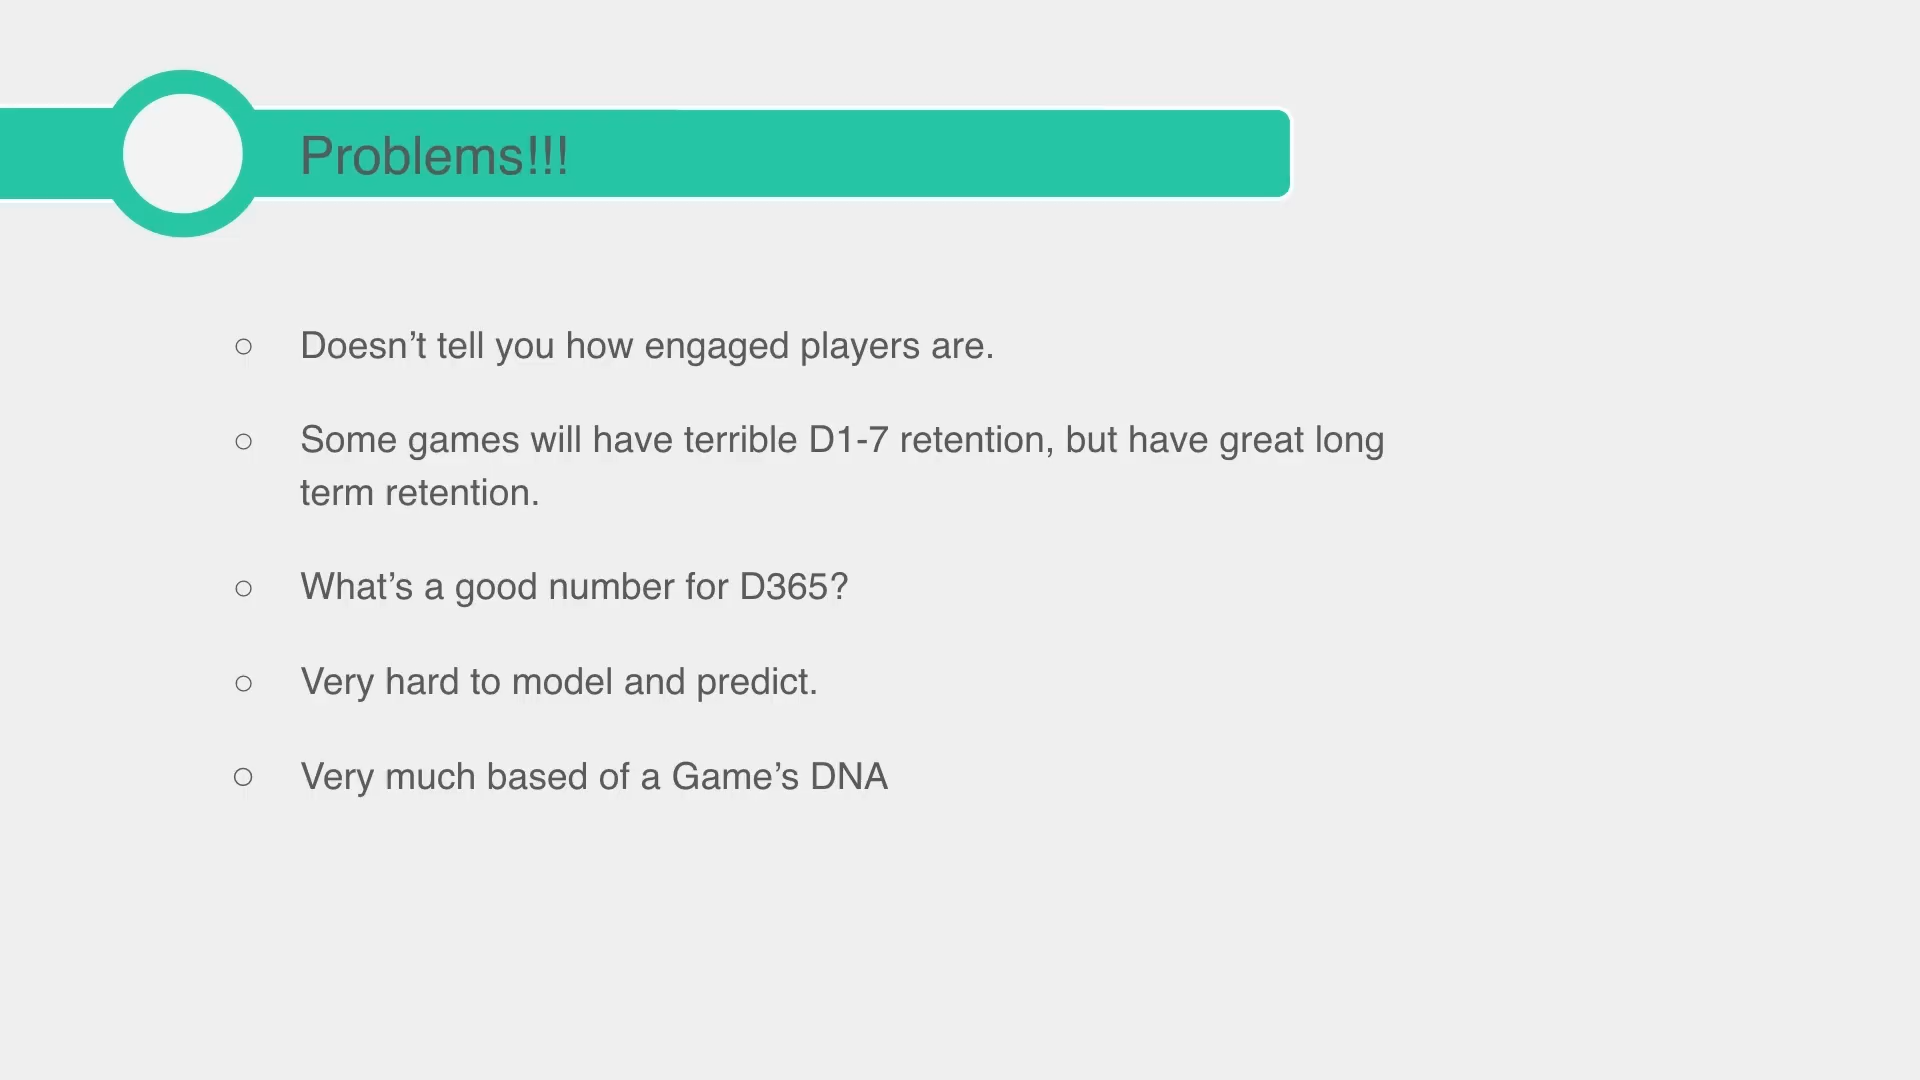 Problems!!!
○ Doesn’t tell you how engaged players are.
○ Some games will have terrible D1-7 retention, but have great long
term retention.
○ What’s a good number for D365?
○ Very hard to model and predict.
○ Very much based of a Game’s DNA